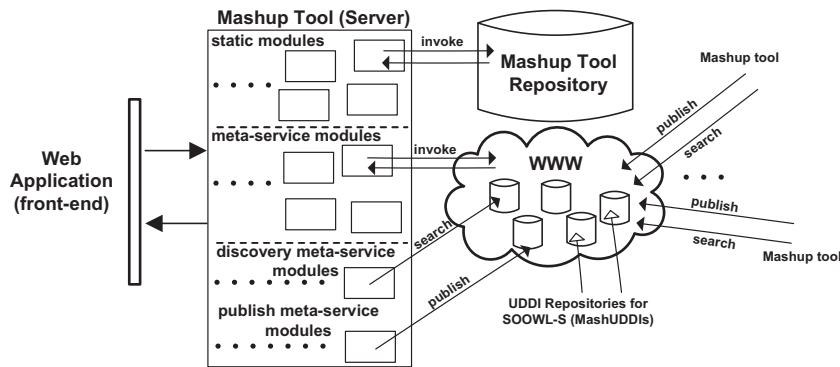 Mashup Tool (Server)
static modules
invoke
Mashup Tool
Repository
Mashup tool
publish
search
meta-service modules
invoke
WWW
Web
Application
(front-end)
publish
search
Mashup tool
search
discovery meta-service
modules
publish
UDDI Repositories for
SOOWL-S (MashUDDIs)
publish meta-service
modules